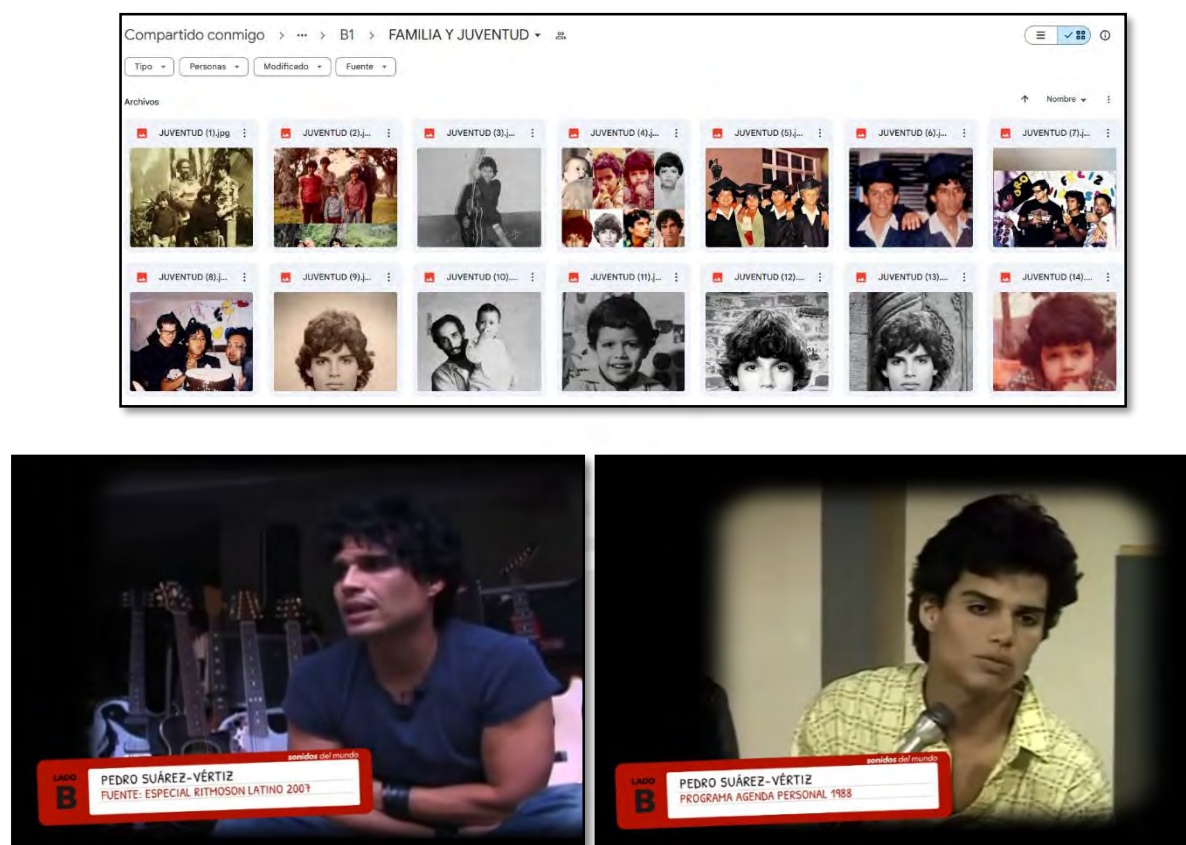 Compartido conmigo > ... > B1 > FAMILIA Y JUVENTUD
Tipo Personas Modificado Fuente
Archivos Nombre
JUVENTUD (1).jpg JUVENTUD (2).j... JUVENTUD (3).j... JUVENTUD (4).j... JUVENTUD (5).j... JUVENTUD (6).j... JUVENTUD (7).j...
JUVENTUD (8).j... JUVENTUD (9).j... JUVENTUD (10).... JUVENTUD (11).j... JUVENTUD (12).... JUVENTUD (13).... JUVENTUD (14)....
sonidos del mundo
LADO
B
PEDRO SUÁREZ-VÉRTIZ
FUENTE: ESPECIAL RITMOSON LATINO 2007
sonidos del mundo
LADO
B
PEDRO SUÁREZ-VÉRTIZ
PROGRAMA AGENDA PERSONAL 1988